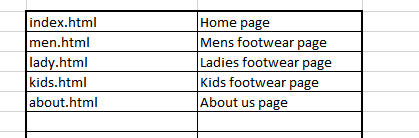 index.html Home page
men.html Mens footwear page
lady.html Ladies footwear page
kids.html Kids footwear page
about.html About us page